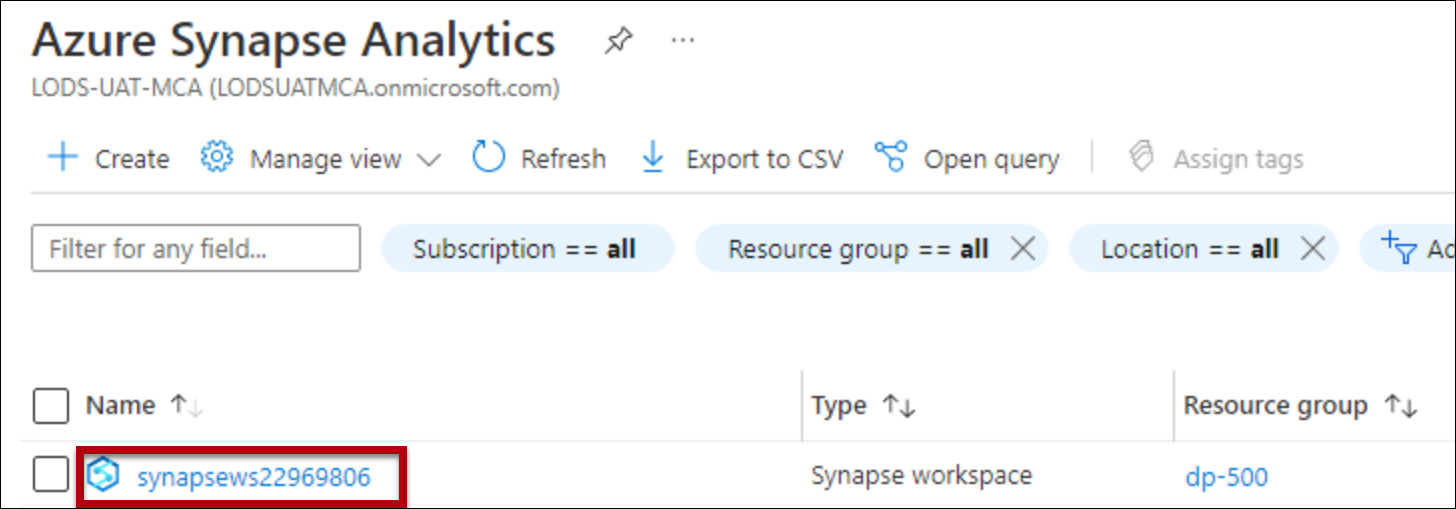 Azure Synapse Analytics ...
LODS-UAT-MCA (LODSUATMCA.onmicrosoft.com)
Create Manage view Refresh Export to CSV Open query Assign tags
Filter for any field... Subscription == all Resource group == all Location == all
Name Type Resource group
synapsews22969806 Synapse workspace dp-500